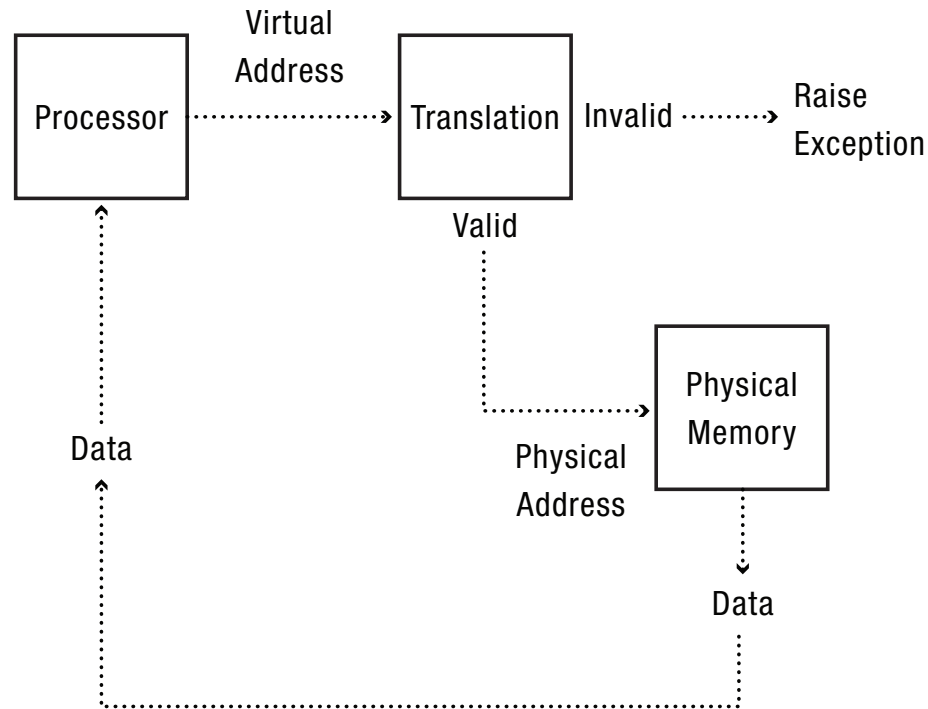 Virtual
Address
Processor
Translation
Invalid
Raise
Exception
Valid
Physical
Memory
Physical
Address
Data
Data